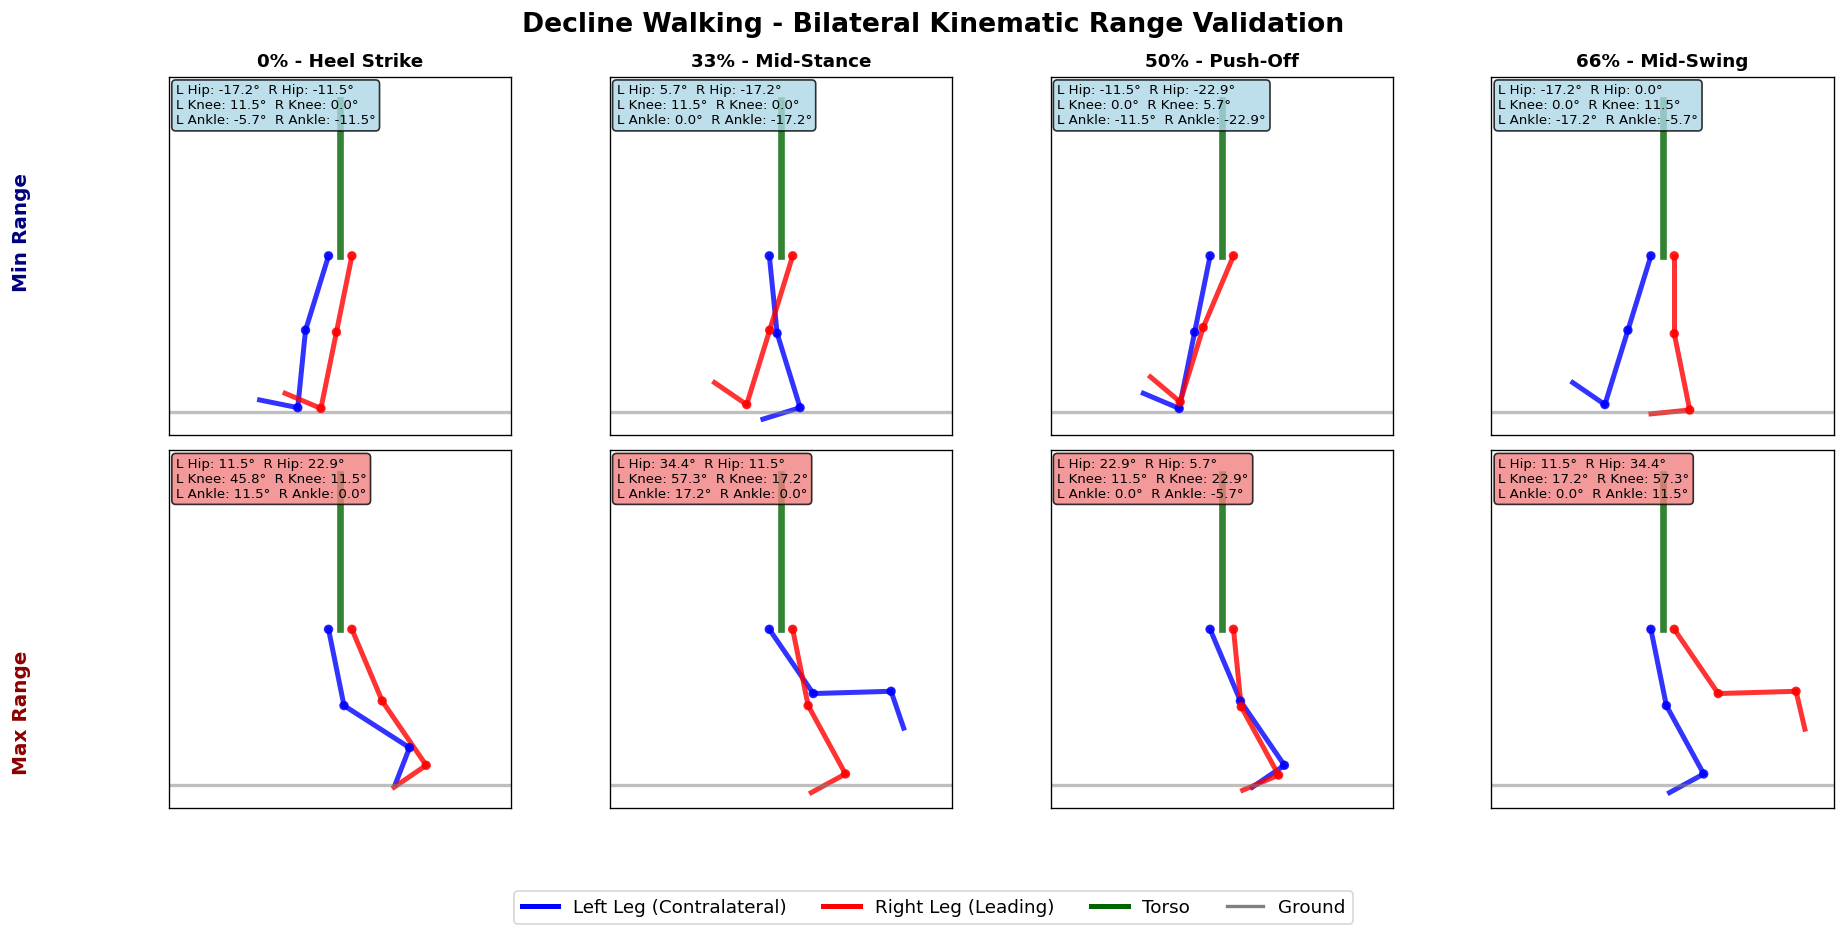 Decline Walking - Bilateral Kinematic Range Validation
0% - Heel Strike
33% - Mid-Stance
50% - Push-Off
66% - Mid-Swing
Min Range
L Hip: -17.2°  R Hip: -11.5°
L Knee: 11.5°  R Knee: 0.0°
L Ankle: -5.7°  R Ankle: -11.5°
L Hip: 5.7°  R Hip: -17.2°
L Knee: 11.5°  R Knee: 0.0°
L Ankle: 0.0°  R Ankle: -17.2°
L Hip: -11.5°  R Hip: -22.9°
L Knee: 0.0°  R Knee: 5.7°
L Ankle: -11.5°  R Ankle: -22.9°
L Hip: -17.2°  R Hip: 0.0°
L Knee: 0.0°  R Knee: 11.5°
L Ankle: -17.2°  R Ankle: -5.7°
Max Range
L Hip: 11.5°  R Hip: 22.9°
L Knee: 45.8°  R Knee: 11.5°
L Ankle: 11.5°  R Ankle: 0.0°
L Hip: 34.4°  R Hip: 11.5°
L Knee: 57.3°  R Knee: 17.2°
L Ankle: 17.2°  R Ankle: 0.0°
L Hip: 22.9°  R Hip: 5.7°
L Knee: 11.5°  R Knee: 22.9°
L Ankle: 0.0°  R Ankle: -5.7°
L Hip: 11.5°  R Hip: 34.4°
L Knee: 17.2°  R Knee: 57.3°
L Ankle: 0.0°  R Ankle: 11.5°
Left Leg (Contralateral)
Right Leg (Leading)
Torso
Ground